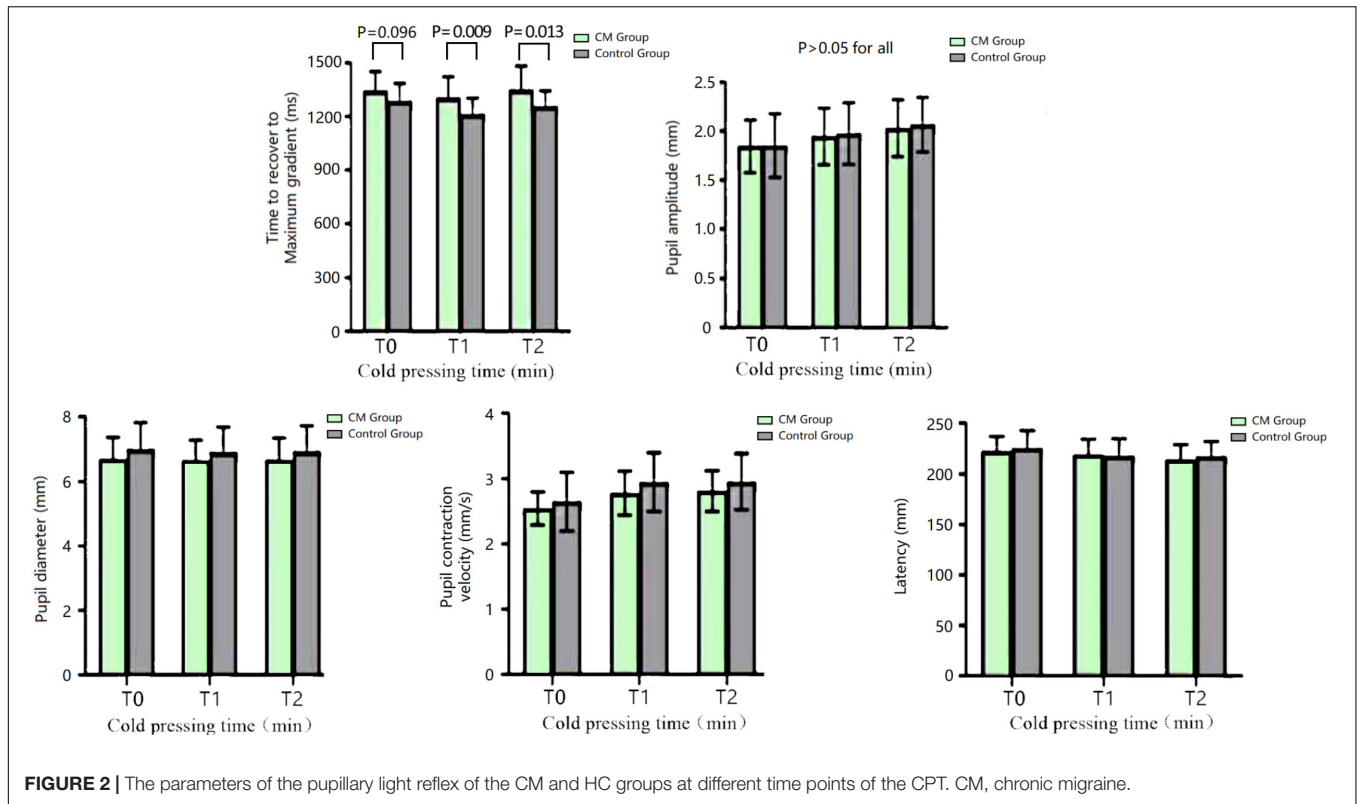 P=0.096 P=0.009 P=0.013
CM Group
Control Group
Time to recover to
Maximum gradient (ms)
1500
1200
900
600
300
0
T0 T1 T2
Cold pressing time (min)
P>0.05 for all
CM Group
Control Group
Pupil amplitude (mm)
2.5
2.0
1.5
1.0
0.5
0
T0 T1 T2
Cold pressing time (min)
CM Group
Control Group
Pupil diameter (mm)
8
6
4
2
0
T0 T1 T2
Cold pressing time（min）
CM Group
Control Group
Pupil contraction
velocity (mm/s)
4
3
2
1
0
T0 T1 T2
Cold pressing time（min）
CM Group
Control Group
Latency (mm)
250
200
150
100
50
0
T0 T1 T2
Cold pressing time（min）
FIGURE 2 | The parameters of the pupillary light reflex of the CM and HC groups at different time points of the CPT. CM, chronic migraine.